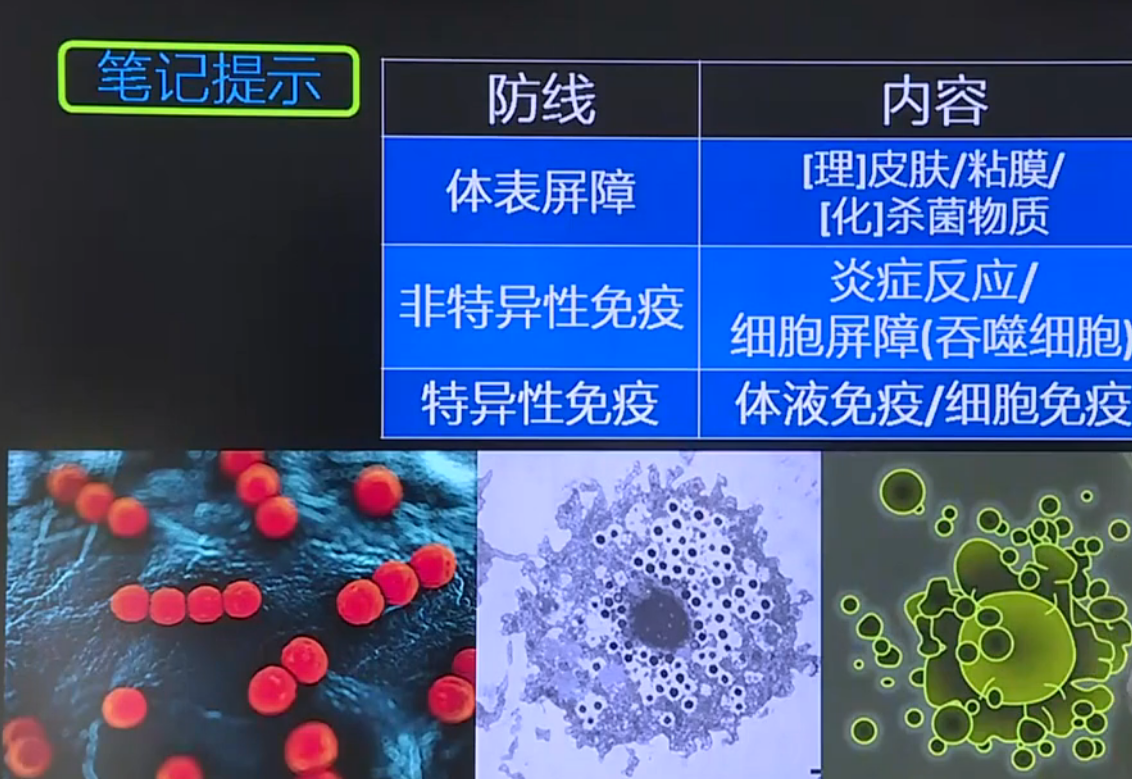 笔记提示
防线 内容
体表屏障 [理]皮肤/粘膜/
[化]杀菌物质
非特异性免疫 炎症反应/
细胞屏障(吞噬细胞)
特异性免疫 体液免疫/细胞免疫